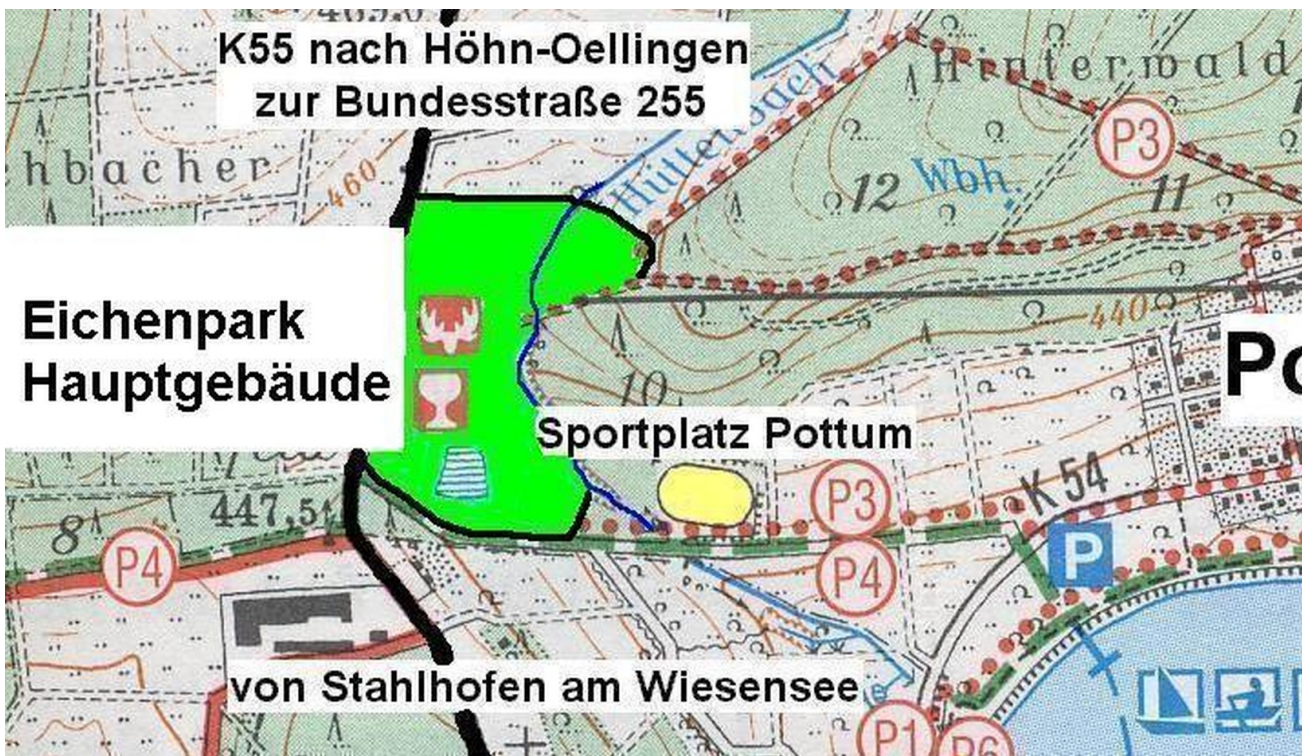 K55 nach Höhn-Oellingen
zur Bundesstraße 255
Hinterwald
P3
hbacher
460
Hüttenbach
12
Wbh.
11
Eichenpark
Hauptgebäude
440
Po
10
Sportplatz Pottum
P3
K 54
447,5
8
P4
P4
P
von Stahlhofen am Wiesensee
P1
P6